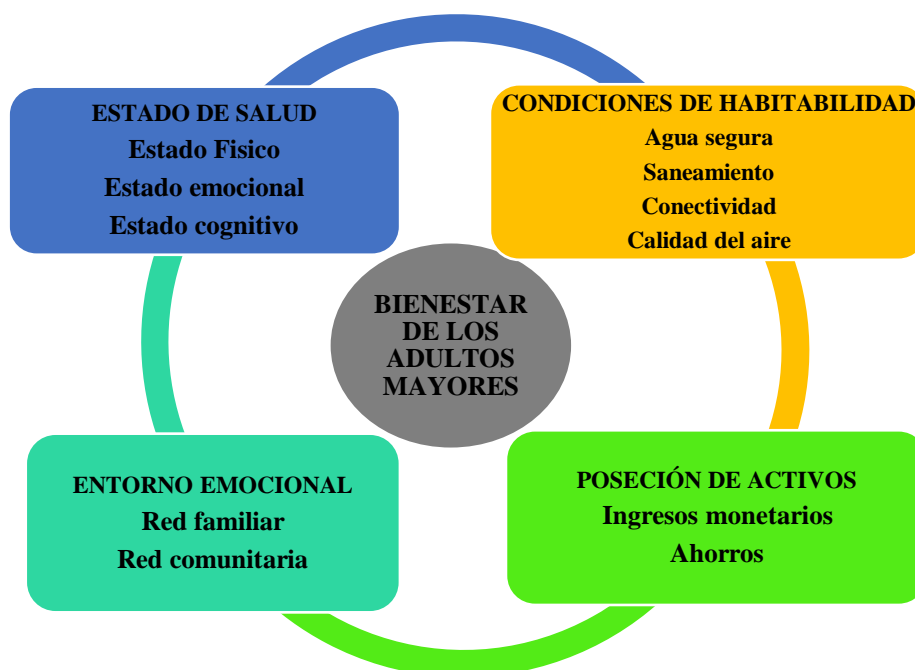 ESTADO DE SALUD
Estado Fisico
Estado emocional
Estado cognitivo
CONDICIONES DE HABITABILIDAD
Agua segura
Saneamiento
Conectividad
Calidad del aire
BIENESTAR
DE LOS
ADULTOS
MAYORES
ENTORNO EMOCIONAL
Red familiar
Red comunitaria
POSECIÓN DE ACTIVOS
Ingresos monetarios
Ahorros